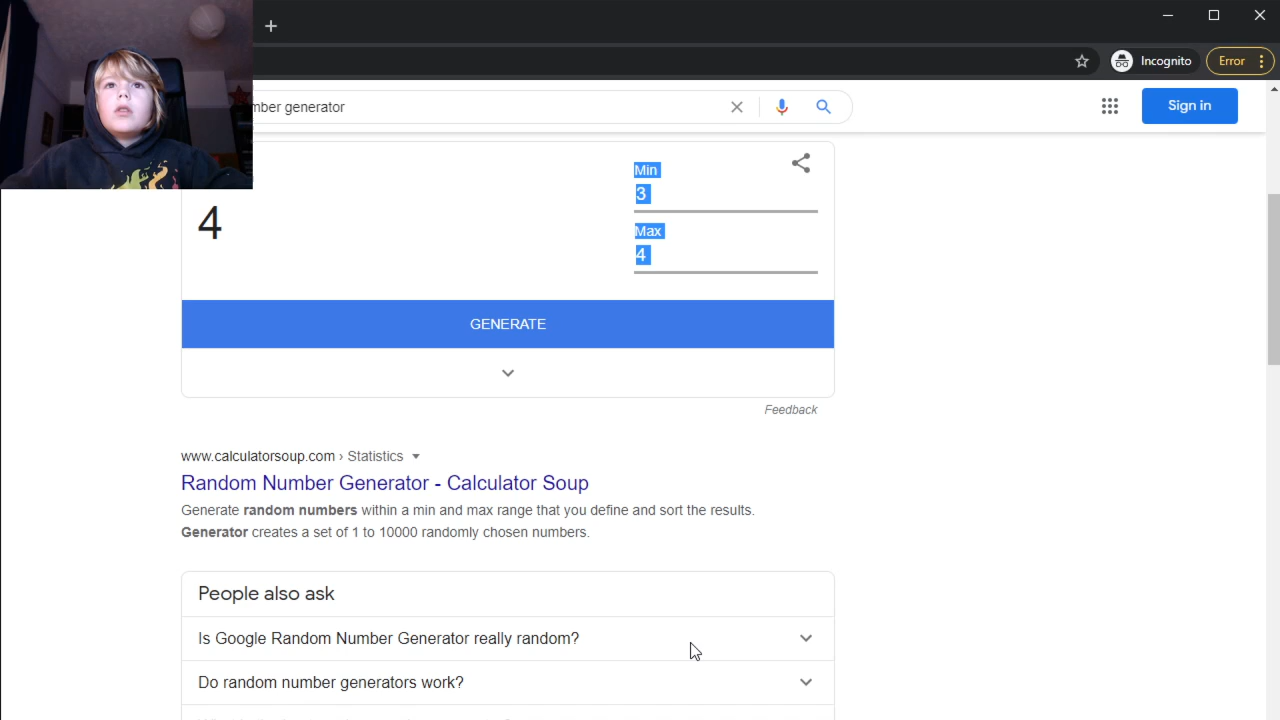 Incognito
Error
mber generator
Sign in
Min
3
4
Max
4
GENERATE
Feedback
www.calculatorsoup.com › Statistics
Random Number Generator - Calculator Soup
Generate random numbers within a min and max range that you define and sort the results.
Generator creates a set of 1 to 10000 randomly chosen numbers.
People also ask
Is Google Random Number Generator really random?
Do random number generators work?